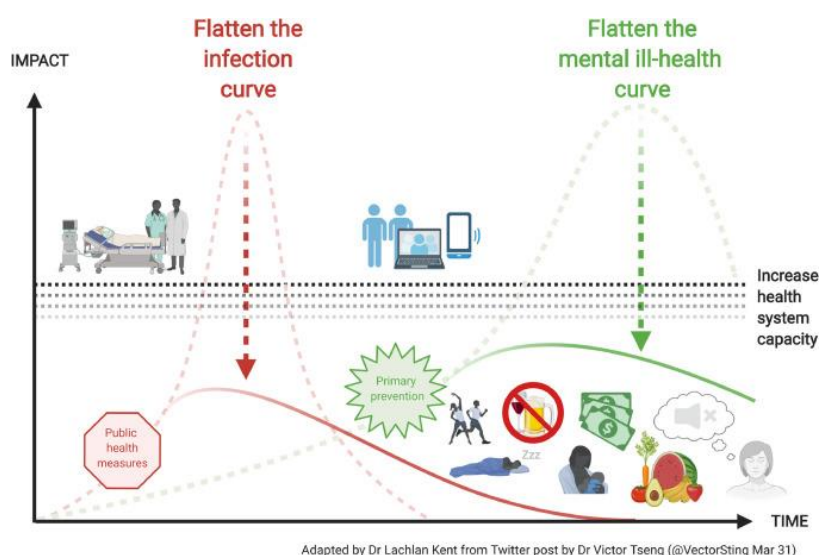 Flatten the
infection
curve
Flatten the
mental ill-health
curve
IMPACT
Increase
health
system
capacity
Primary
prevention
Public
health
measures
Zzz
$
$
$
TIME
Adapted by Dr Lachlan Kent from Twitter post by Dr Victor Tseng (@VectorSting Mar 31)